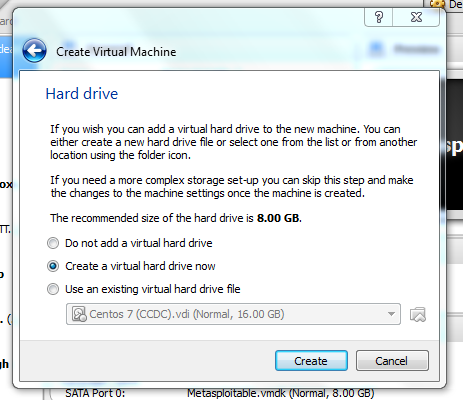 De
Create Virtual Machine
Hard drive
If you wish you can add a virtual hard drive to the new machine. You can
either create a new hard drive file or select one from the list or from another
location using the folder icon.
If you need a more complex storage set-up you can skip this step and make
the changes to the machine settings once the machine is created.
The recommended size of the hard drive is 8.00 GB.
Do not add a virtual hard drive
Create a virtual hard drive now
Use an existing virtual hard drive file
Centos 7 (CCDC).vdi (Normal, 16.00 GB)
Create
Cancel
SATA Port 0: Metasploitable.vmdk (Normal, 8.00 GB)